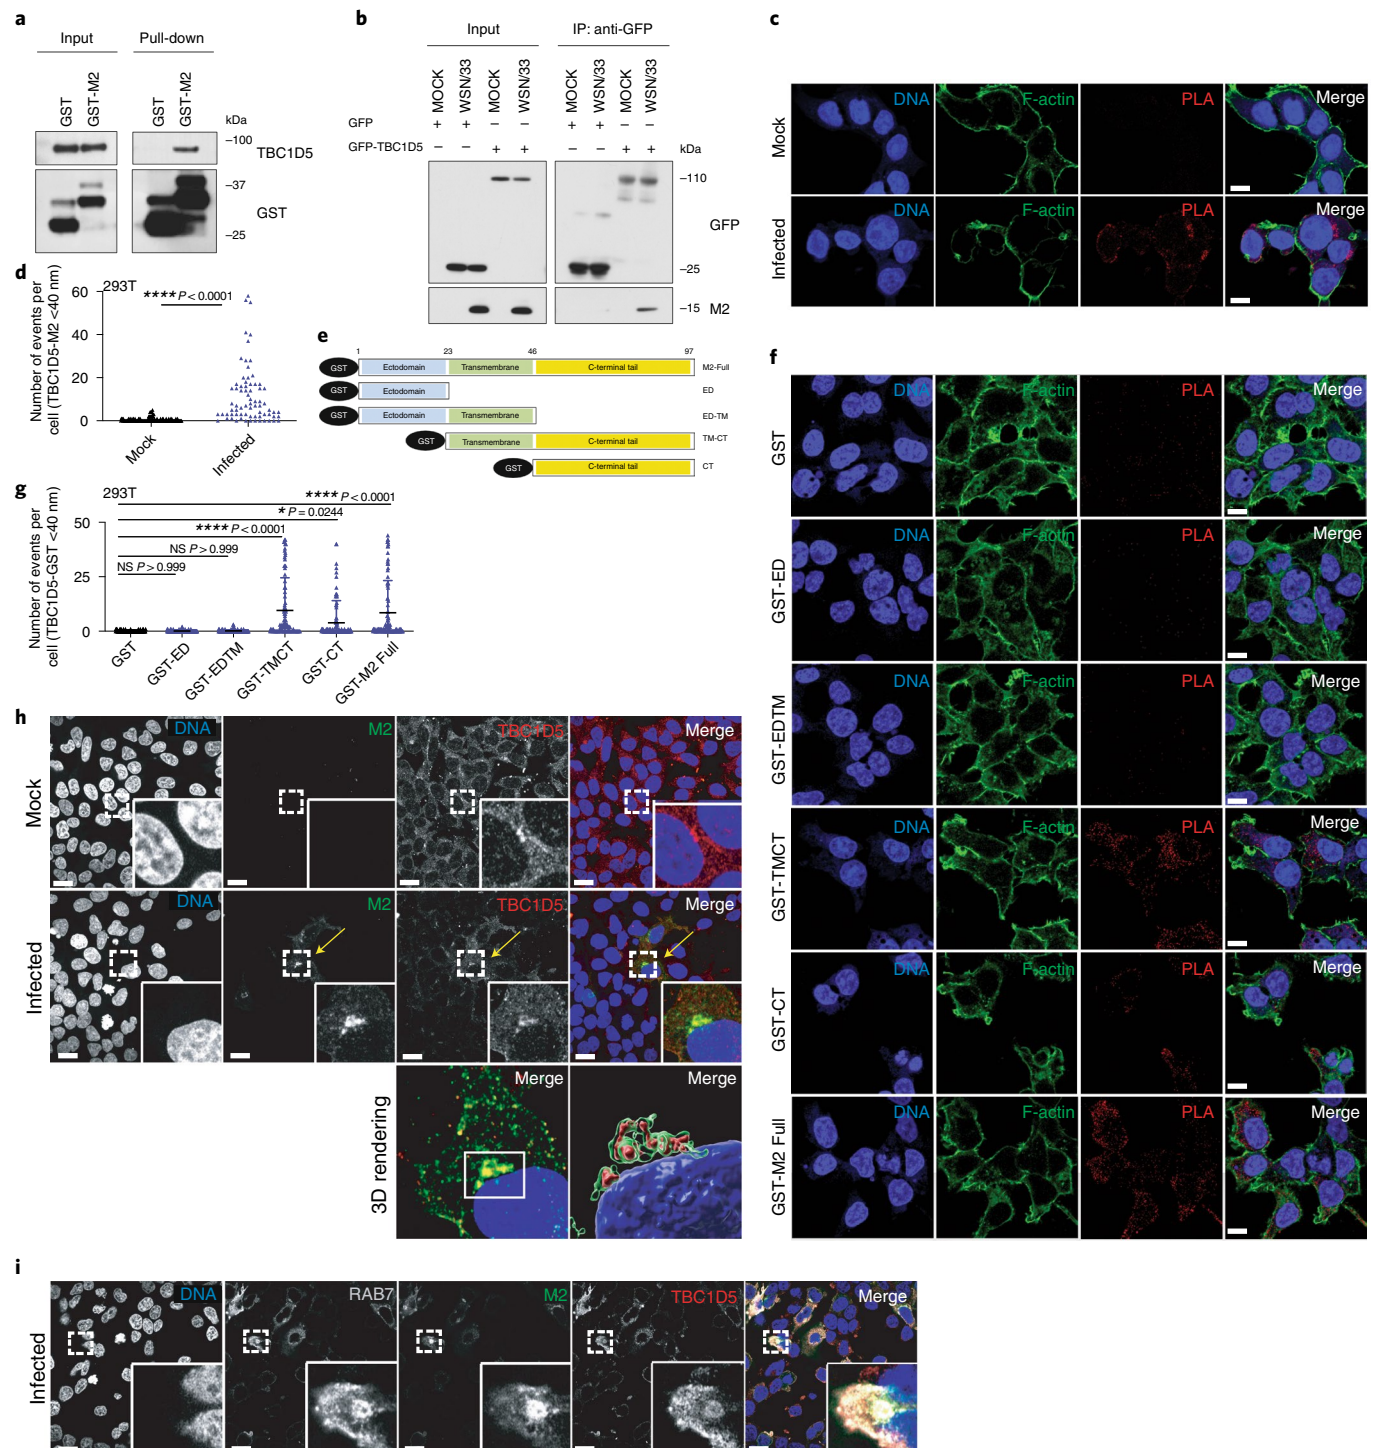 a
Input
Pull-down
GST
GST-M2
GST
GST-M2
kDa
–100
TBC1D5
–37
GST
–25
b
Input
IP: anti-GFP
MOCK
WSN/33
MOCK
WSN/33
MOCK
WSN/33
MOCK
WSN/33
GFP
+ + – – + + – –
GFP-TBC1D5
– – + + – – + +
kDa
–110
GFP
–25
–15
M2
c
Mock
DNA
F-actin
PLA
Merge
Infected
DNA
F-actin
PLA
Merge
d
293T
Number of events per
cell (TBC1D5-M2 <40 nm)
60
40
20
0
**** P < 0.0001
Mock
Infected
e
1 23 46 97
GST Ectodomain Transmembrane C-terminal tail M2-Full
GST Ectodomain ED
GST Ectodomain Transmembrane ED-TM
GST Transmembrane C-terminal tail TM-CT
GST C-terminal tail CT
f
GST
DNA
F-actin
PLA
Merge
GST-ED
DNA
F-actin
PLA
Merge
GST-EDTM
DNA
F-actin
PLA
Merge
GST-TMCT
DNA
F-actin
PLA
Merge
GST-CT
DNA
F-actin
PLA
Merge
GST-M2 Full
DNA
F-actin
PLA
Merge
g
293T
Number of events per
cell (TBC1D5-GST <40 nm)
50
25
0
**** P < 0.0001
* P = 0.0244
**** P < 0.0001
NS P > 0.999
NS P > 0.999
GST
GST-ED
GST-EDTM
GST-TMCT
GST-CT
GST-M2 Full
h
Mock
DNA
M2
TBC1D5
Merge
Infected
DNA
M2
TBC1D5
Merge
3D rendering
Merge
Merge
i
Infected
DNA
RAB7
M2
TBC1D5
Merge